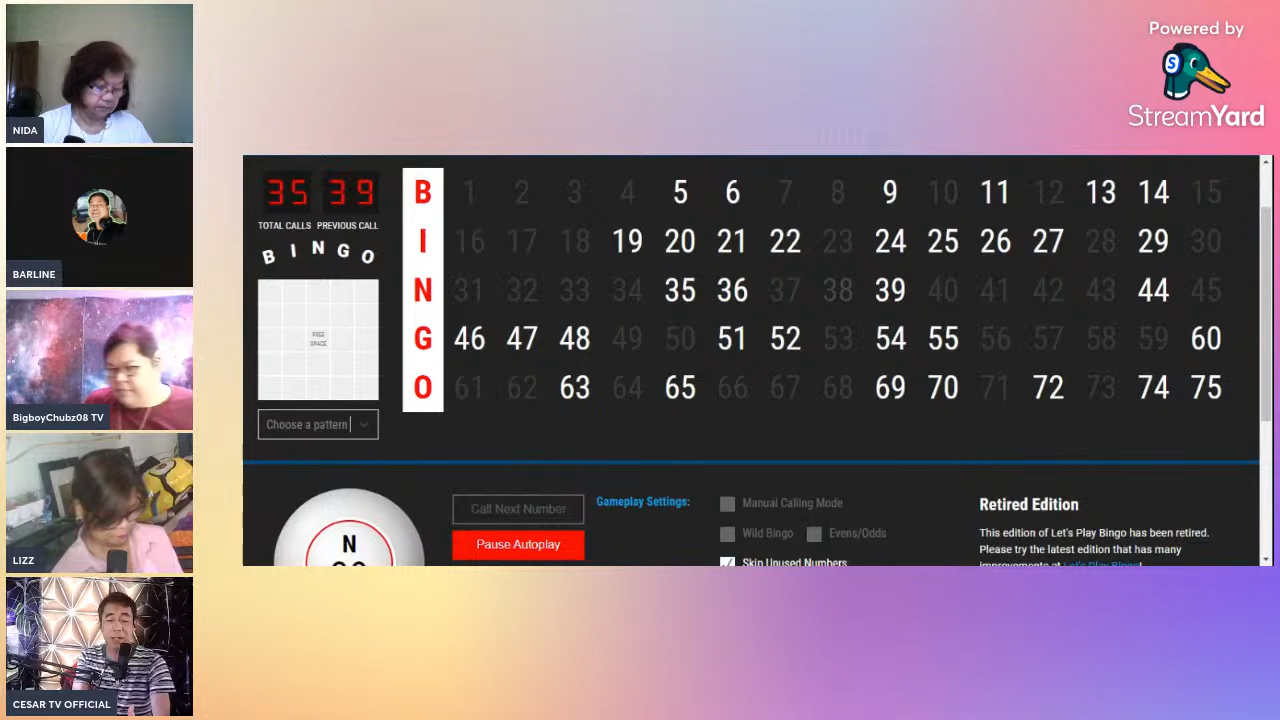 NIDA
BARLINE
BigboyChubz08 TV
LIZZ
CESAR TV OFFICIAL
Powered by
StreamYard
35 39
TOTAL CALLS PREVIOUS CALL
B I N G O
FREE
SPACE
Choose a pattern
B 1 2 3 4 5 6 7 8 9 10 11 12 13 14 15
I 16 17 18 19 20 21 22 23 24 25 26 27 28 29 30
N 31 32 33 34 35 36 37 38 39 40 41 42 43 44 45
G 46 47 48 49 50 51 52 53 54 55 56 57 58 59 60
O 61 62 63 64 65 66 67 68 69 70 71 72 73 74 75
N
Call Next Number
Pause Autoplay
Gameplay Settings:
Manual Calling Mode
Wild Bingo Evens/Odds
Skip Unused Numbers
Retired Edition
This edition of Let's Play Bingo has been retired.
Please try the latest edition that has many
improvements at Let's Play Bingo!